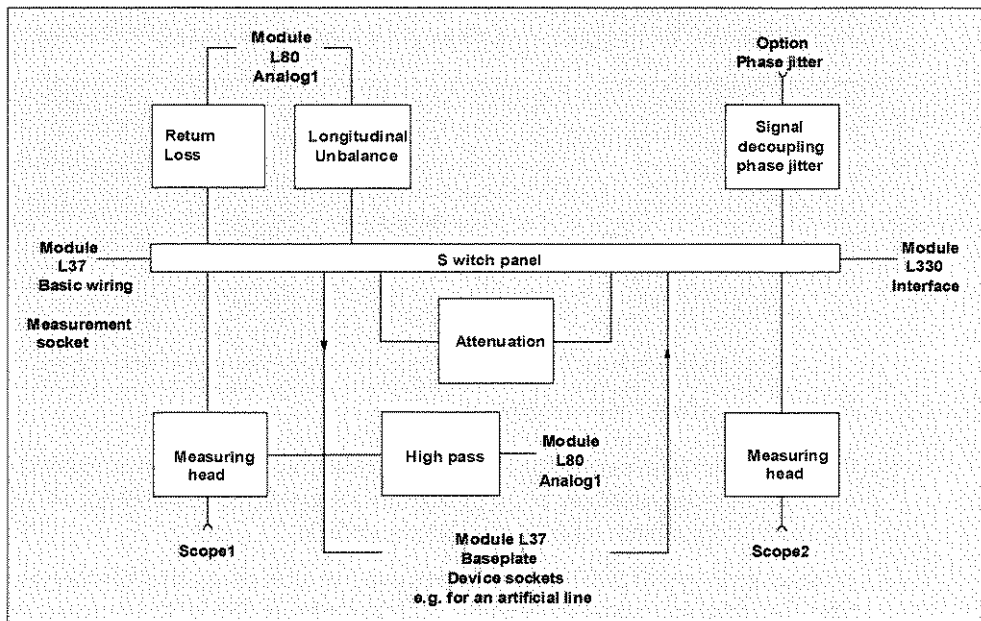 Module
L80
Analog1
Option
Phase jitter
Return
Loss
Longitudinal
Unbalance
Signal
decoupling
phase jitter
Module
L37
Basic wiring
S witch panel
Module
L330
Interface
Measurement
socket
Attenuation
Measuring
head
High pass
Module
L80
Analog1
Measuring
head
Scope1
Module L37
Baseplate
Device sockets
e.g. for an artificial line
Scope2